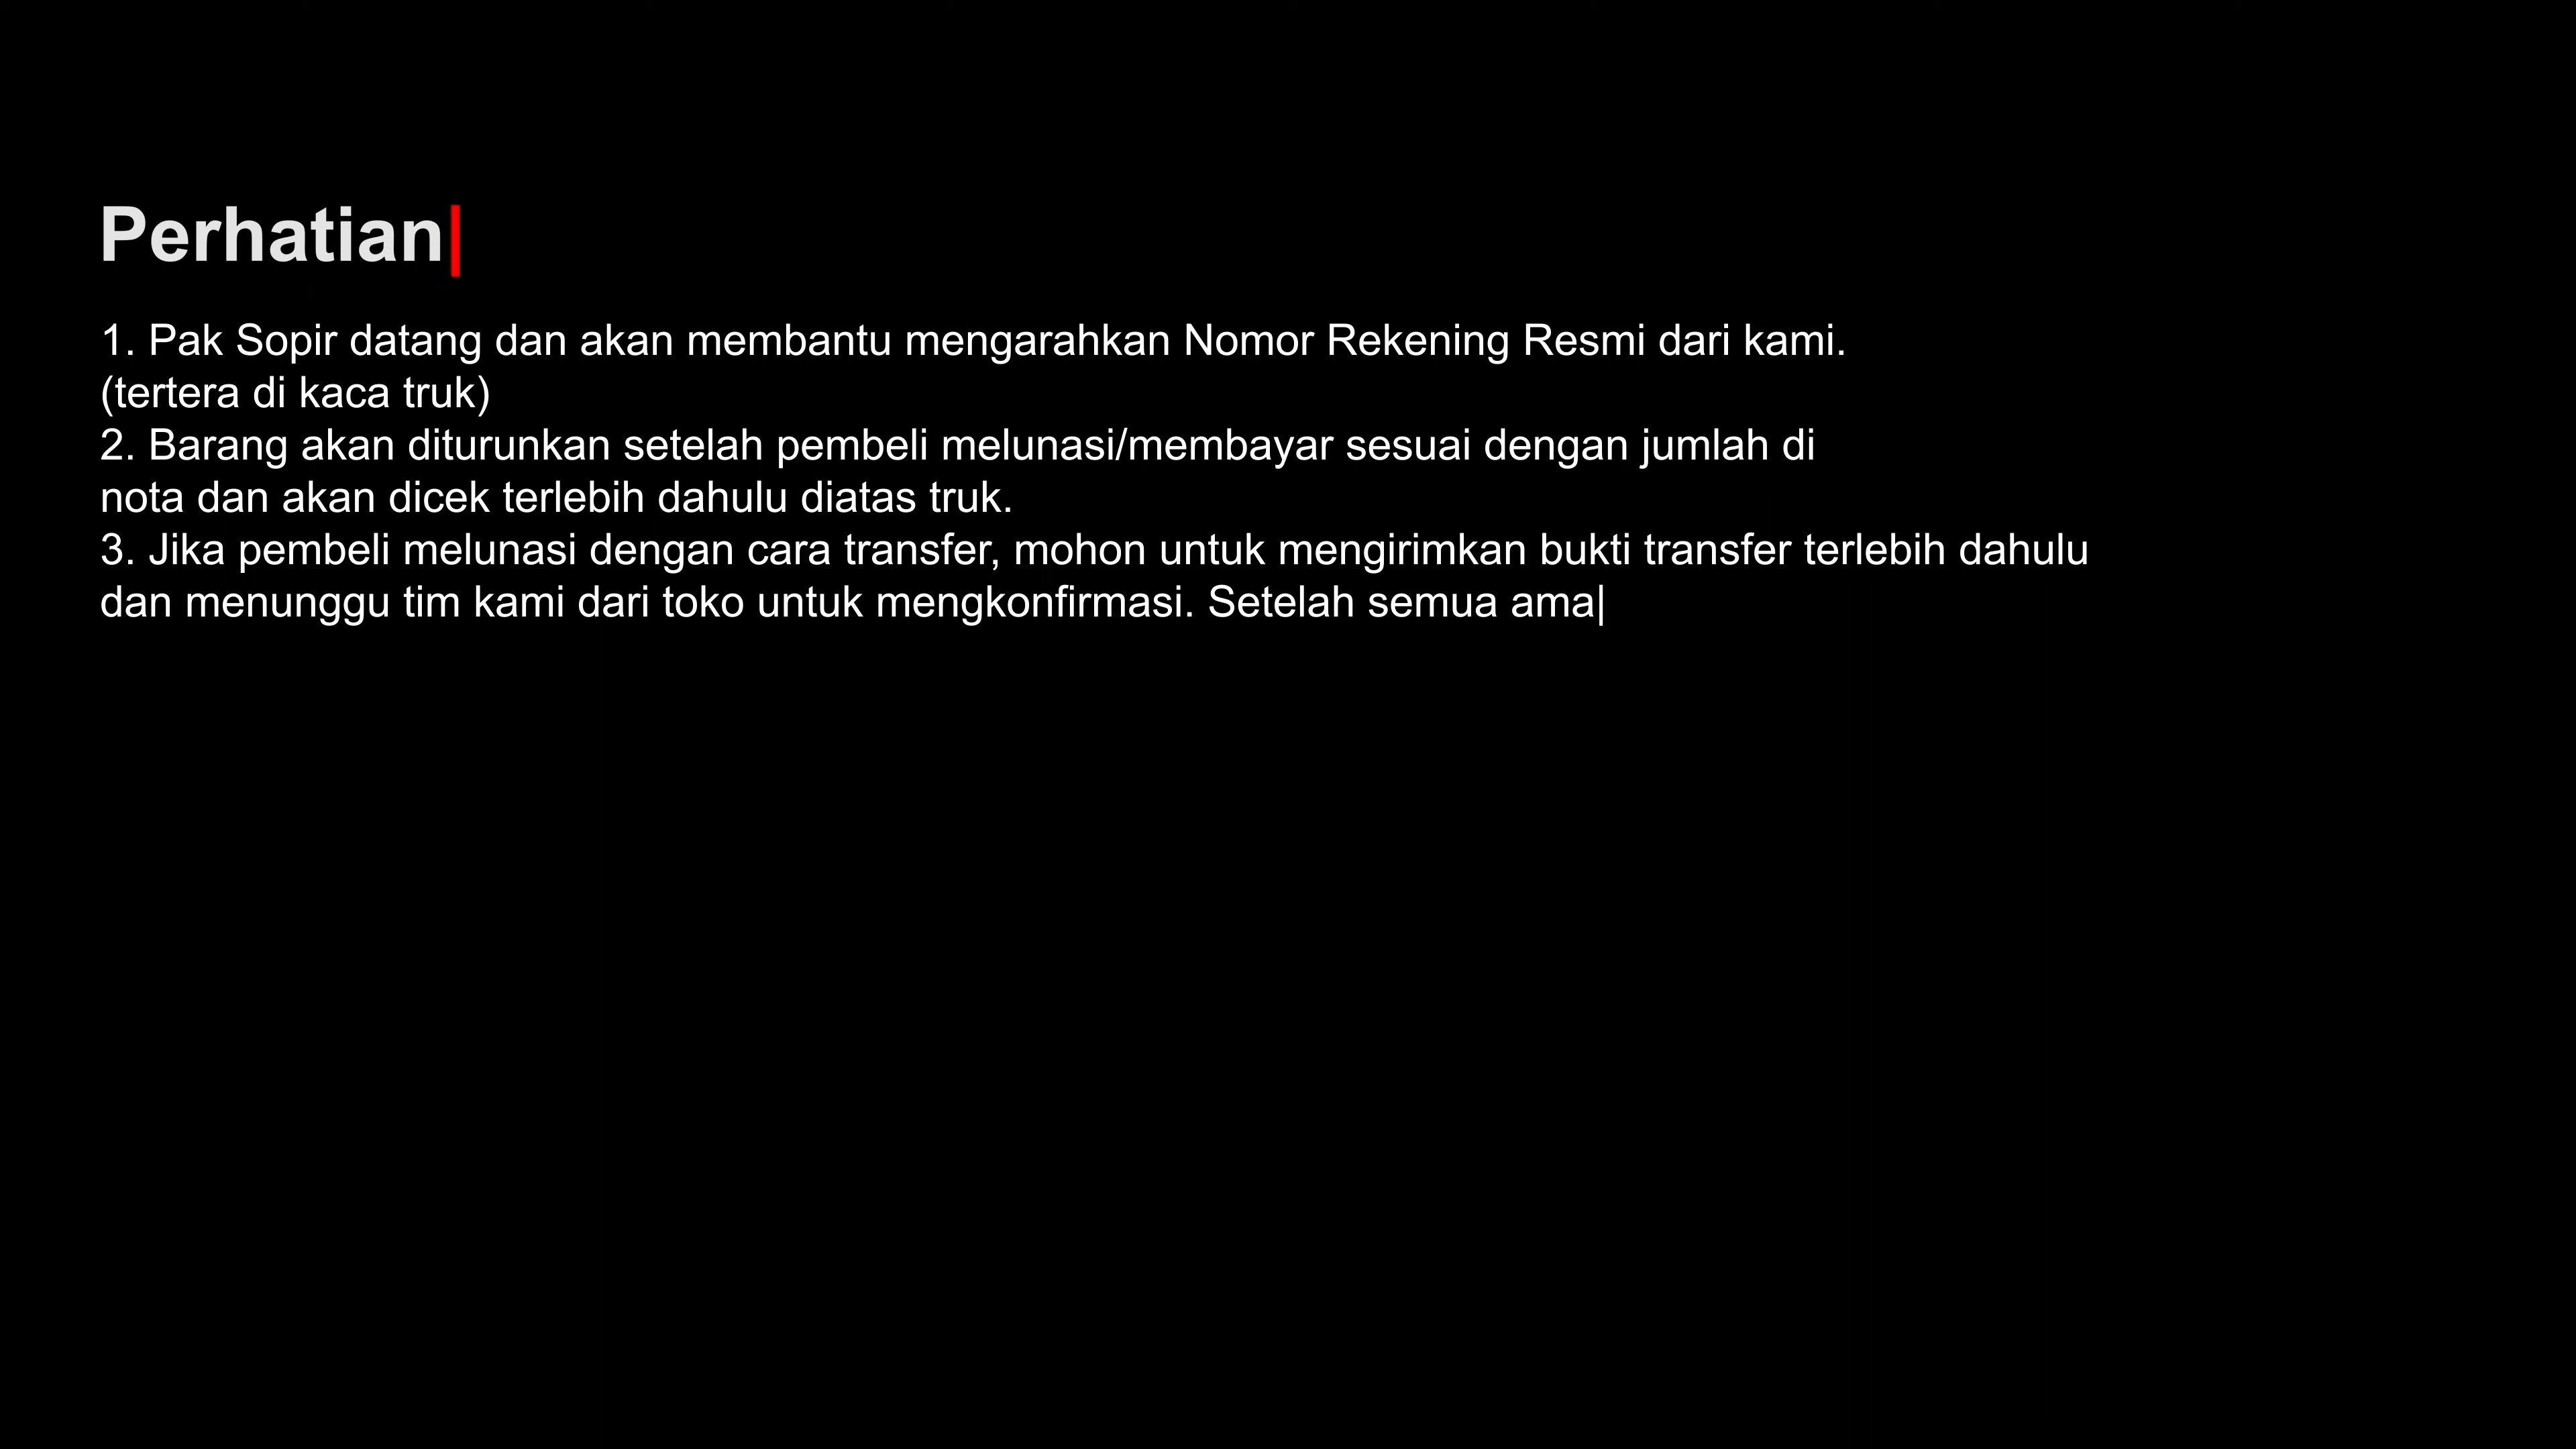 Perhatian|
1. Pak Sopir datang dan akan membantu mengarahkan Nomor Rekening Resmi dari kami.
(tertera di kaca truk)
2. Barang akan diturunkan setelah pembeli melunasi/membayar sesuai dengan jumlah di
nota dan akan dicek terlebih dahulu diatas truk.
3. Jika pembeli melunasi dengan cara transfer, mohon untuk mengirimkan bukti transfer terlebih dahulu
dan menunggu tim kami dari toko untuk mengkonfirmasi. Setelah semua ama|